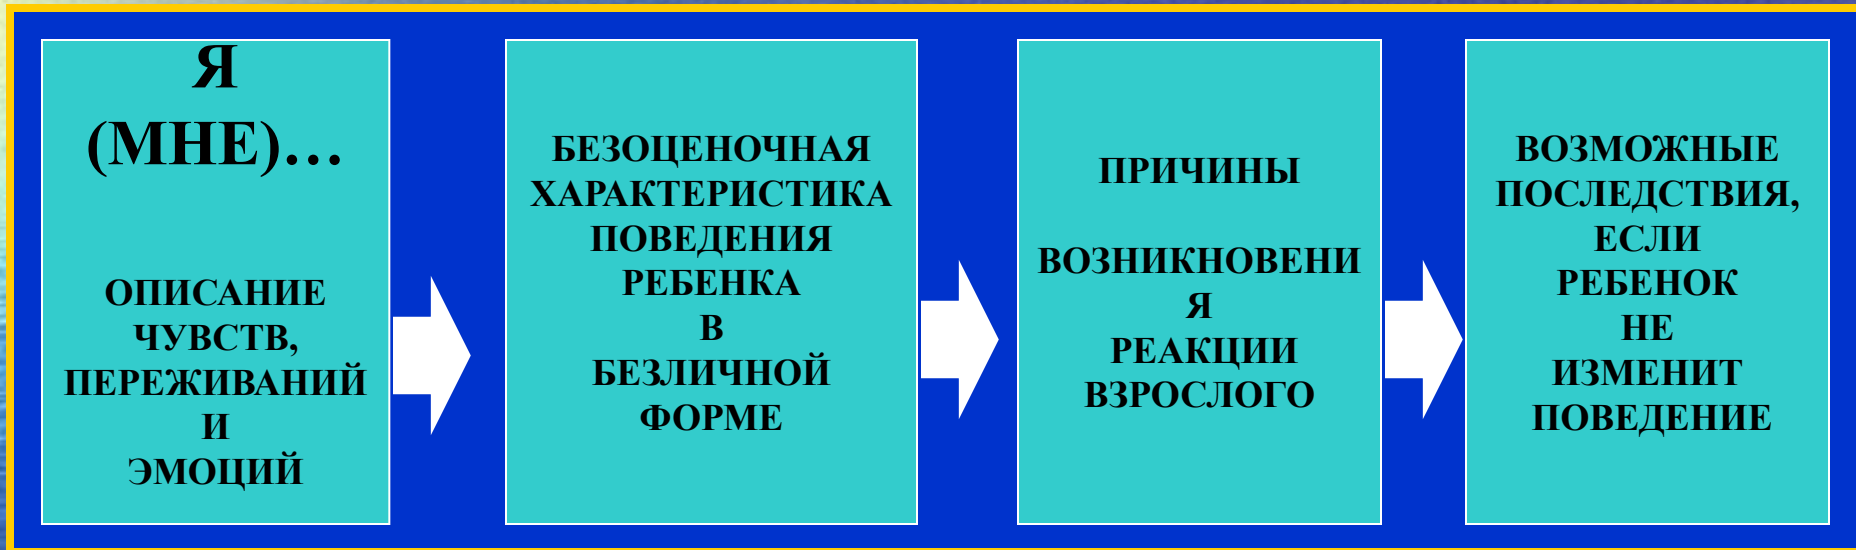 Я
(МНЕ)…
ОПИСАНИЕ
ЧУВСТВ,
ПЕРЕЖИВАНИЙ
И
ЭМОЦИЙ
БЕЗОЦЕНОЧНАЯ
ХАРАКТЕРИСТИКА
ПОВЕДЕНИЯ
РЕБЕНКА
В
БЕЗЛИЧНОЙ
ФОРМЕ
ПРИЧИНЫ
ВОЗНИКНОВЕНИ
Я
РЕАКЦИИ
ВЗРОСЛОГО
ВОЗМОЖНЫЕ
ПОСЛЕДСТВИЯ,
ЕСЛИ
РЕБЕНОК
НЕ
ИЗМЕНИТ
ПОВЕДЕНИЕ